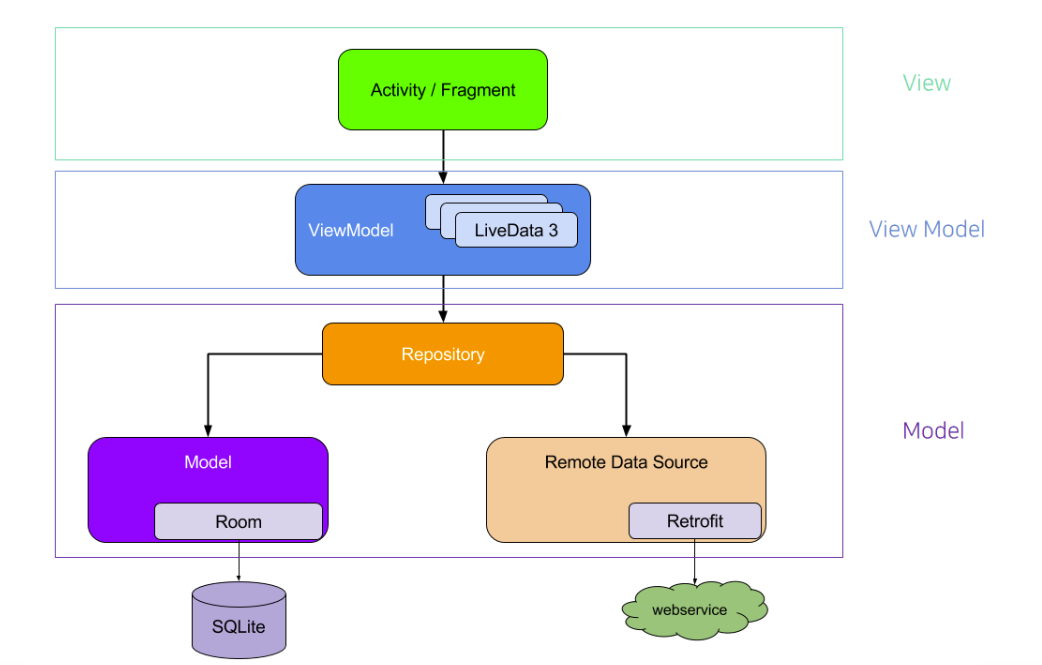 Activity / Fragment
View
ViewModel
LiveData 3
View Model
Repository
Model
Model
Remote Data Source
Room
Retrofit
SQLite
webservice